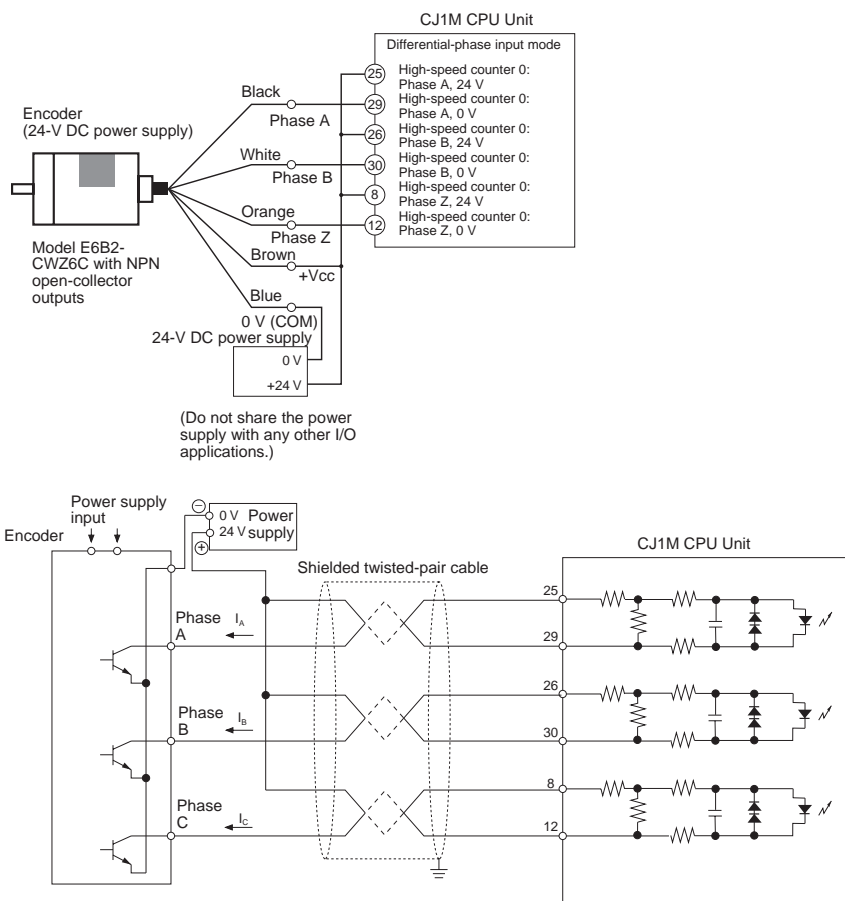 CJ1M CPU Unit
Differential-phase input mode
25
High-speed counter 0:
Phase A, 24 V
Black
29
High-speed counter 0:
Phase A, 0 V
Phase A
Encoder
(24-V DC power supply)
26
High-speed counter 0:
Phase B, 24 V
White
30
High-speed counter 0:
Phase B, 0 V
Phase B
8
High-speed counter 0:
Phase Z, 24 V
Orange
12
High-speed counter 0:
Phase Z, 0 V
Phase Z
Model E6B2-
CWZ6C with NPN
open-collector
outputs
Brown
+Vcc
Blue
0 V (COM)
24-V DC power supply
0 V
+24 V
(Do not share the power
supply with any other I/O
applications.)
Power supply
input
Encoder
− 0 V Power
24 V supply
+
CJ1M CPU Unit
Shielded twisted-pair cable
Phase
A
IA
25
29
Phase
B
IB
26
30
Phase
C
IC
8
12